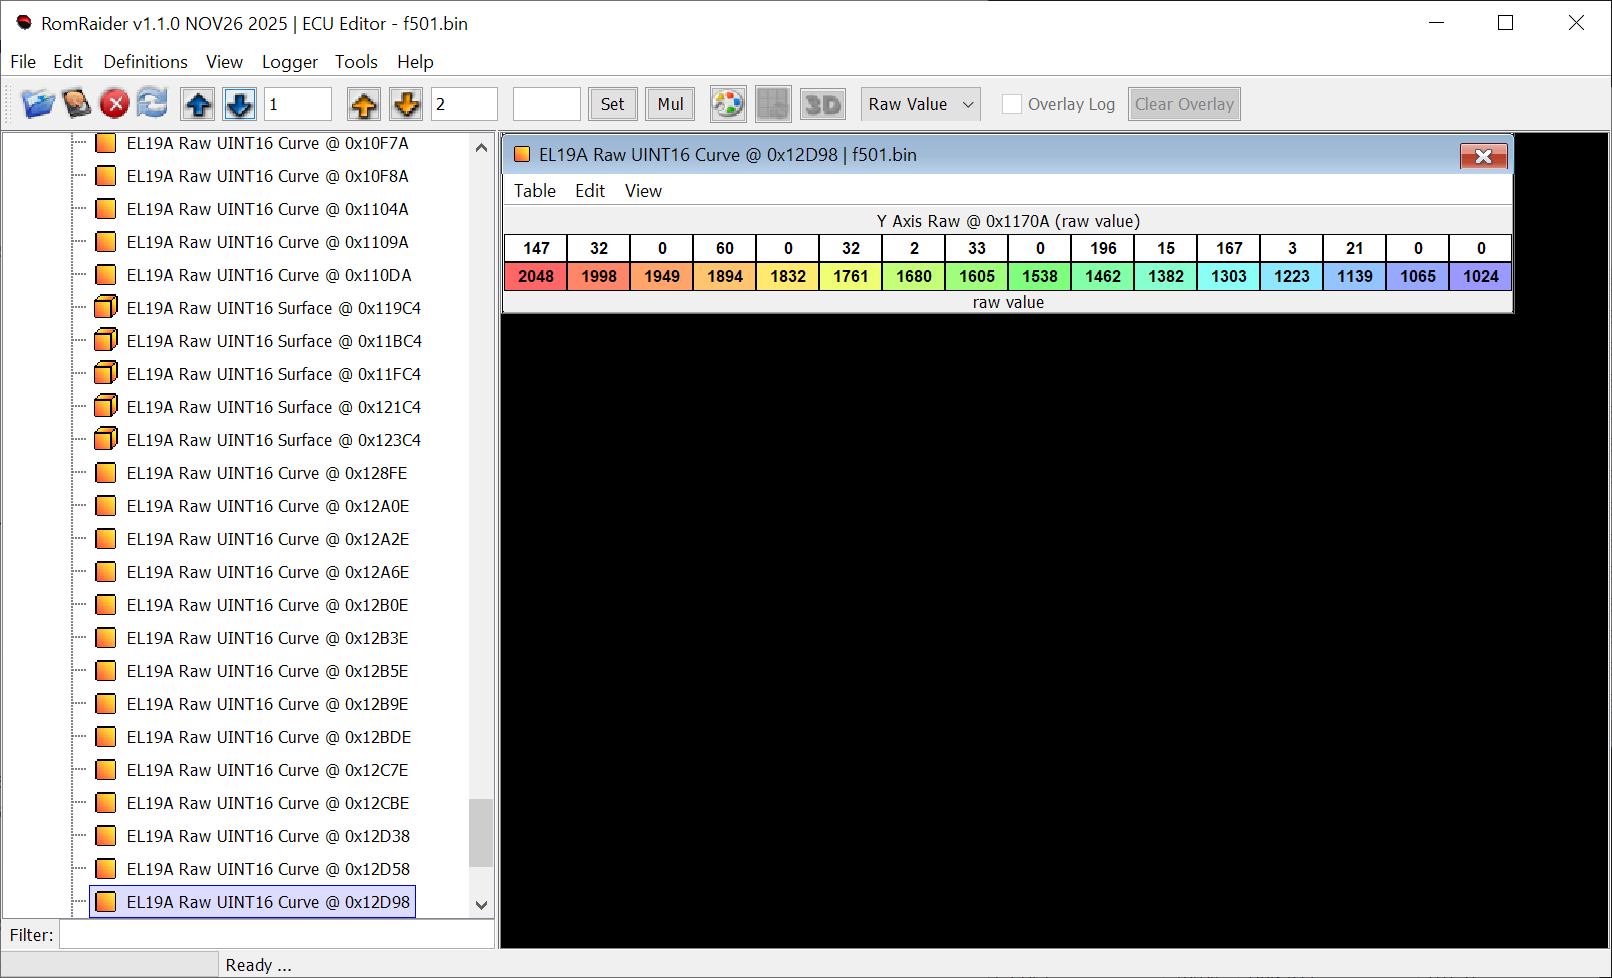 RomRaider v1.1.0 NOV26 2025 | ECU Editor - f501.bin
File Edit Definitions View Logger Tools Help
1 2 Set Mul 3D Raw Value Overlay Log Clear Overlay
EL19A Raw UINT16 Curve @ 0x10F7A
EL19A Raw UINT16 Curve @ 0x10F8A
EL19A Raw UINT16 Curve @ 0x1104A
EL19A Raw UINT16 Curve @ 0x1109A
EL19A Raw UINT16 Curve @ 0x110DA
EL19A Raw UINT16 Surface @ 0x119C4
EL19A Raw UINT16 Surface @ 0x11BC4
EL19A Raw UINT16 Surface @ 0x11FC4
EL19A Raw UINT16 Surface @ 0x121C4
EL19A Raw UINT16 Surface @ 0x123C4
EL19A Raw UINT16 Curve @ 0x128FE
EL19A Raw UINT16 Curve @ 0x12A0E
EL19A Raw UINT16 Curve @ 0x12A2E
EL19A Raw UINT16 Curve @ 0x12A6E
EL19A Raw UINT16 Curve @ 0x12B0E
EL19A Raw UINT16 Curve @ 0x12B3E
EL19A Raw UINT16 Curve @ 0x12B5E
EL19A Raw UINT16 Curve @ 0x12B9E
EL19A Raw UINT16 Curve @ 0x12BDE
EL19A Raw UINT16 Curve @ 0x12C7E
EL19A Raw UINT16 Curve @ 0x12CBE
EL19A Raw UINT16 Curve @ 0x12D38
EL19A Raw UINT16 Curve @ 0x12D58
EL19A Raw UINT16 Curve @ 0x12D98
Filter:
Ready ...
EL19A Raw UINT16 Curve @ 0x12D98 | f501.bin
Table Edit View
Y Axis Raw @ 0x1170A (raw value)
147 32 0 60 0 32 2 33 0 196 15 167 3 21 0 0
2048 1998 1949 1894 1832 1761 1680 1605 1538 1462 1382 1303 1223 1139 1065 1024
raw value